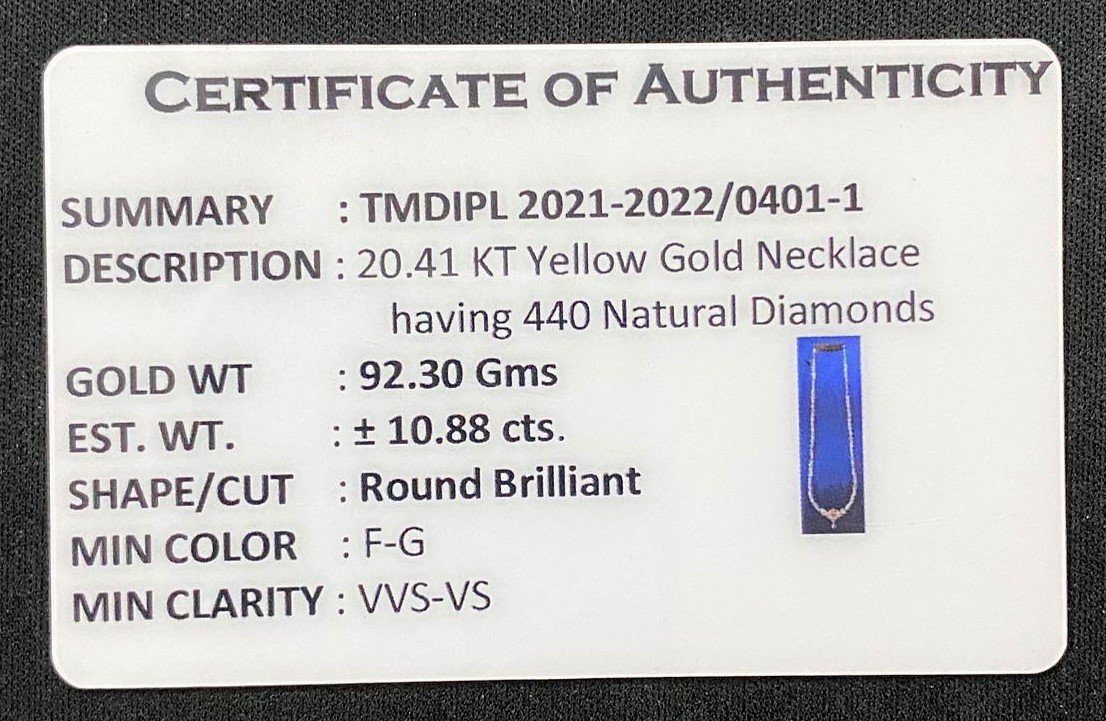 CERTIFICATE OF AUTHENTICITY
SUMMARY : TMDIPL 2021-2022/0401-1
DESCRIPTION : 20.41 KT Yellow Gold Necklace
having 440 Natural Diamonds
GOLD WT : 92.30 Gms
EST. WT. : ± 10.88 cts.
SHAPE/CUT : Round Brilliant
MIN COLOR : F-G
MIN CLARITY : VVS-VS